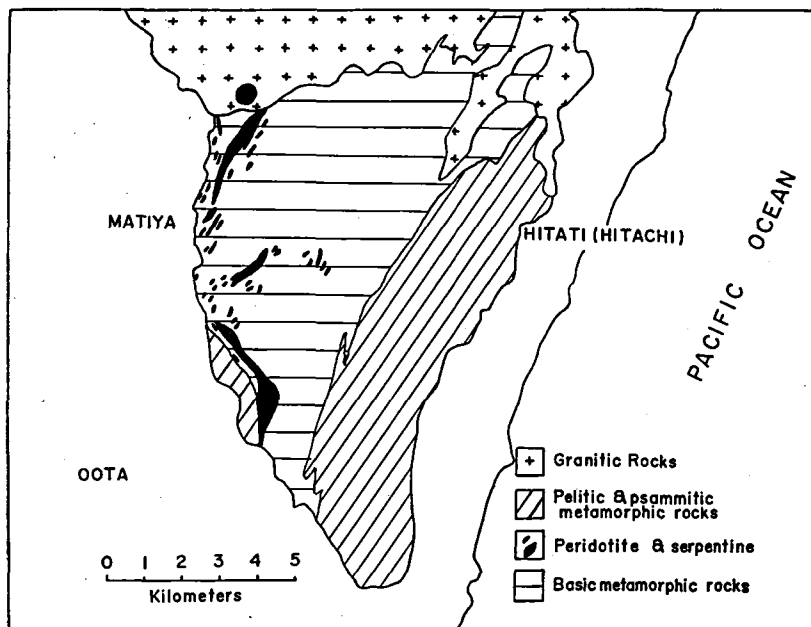 MATIYA
HITATI (HITACHI)
PACIFIC OCEAN
OOTA
0 1 2 3 4 5
Kilometers
Granitic Rocks
Pelitic & psammitic
metamorphic rocks
Peridotite & serpentine
Basic metamorphic rocks